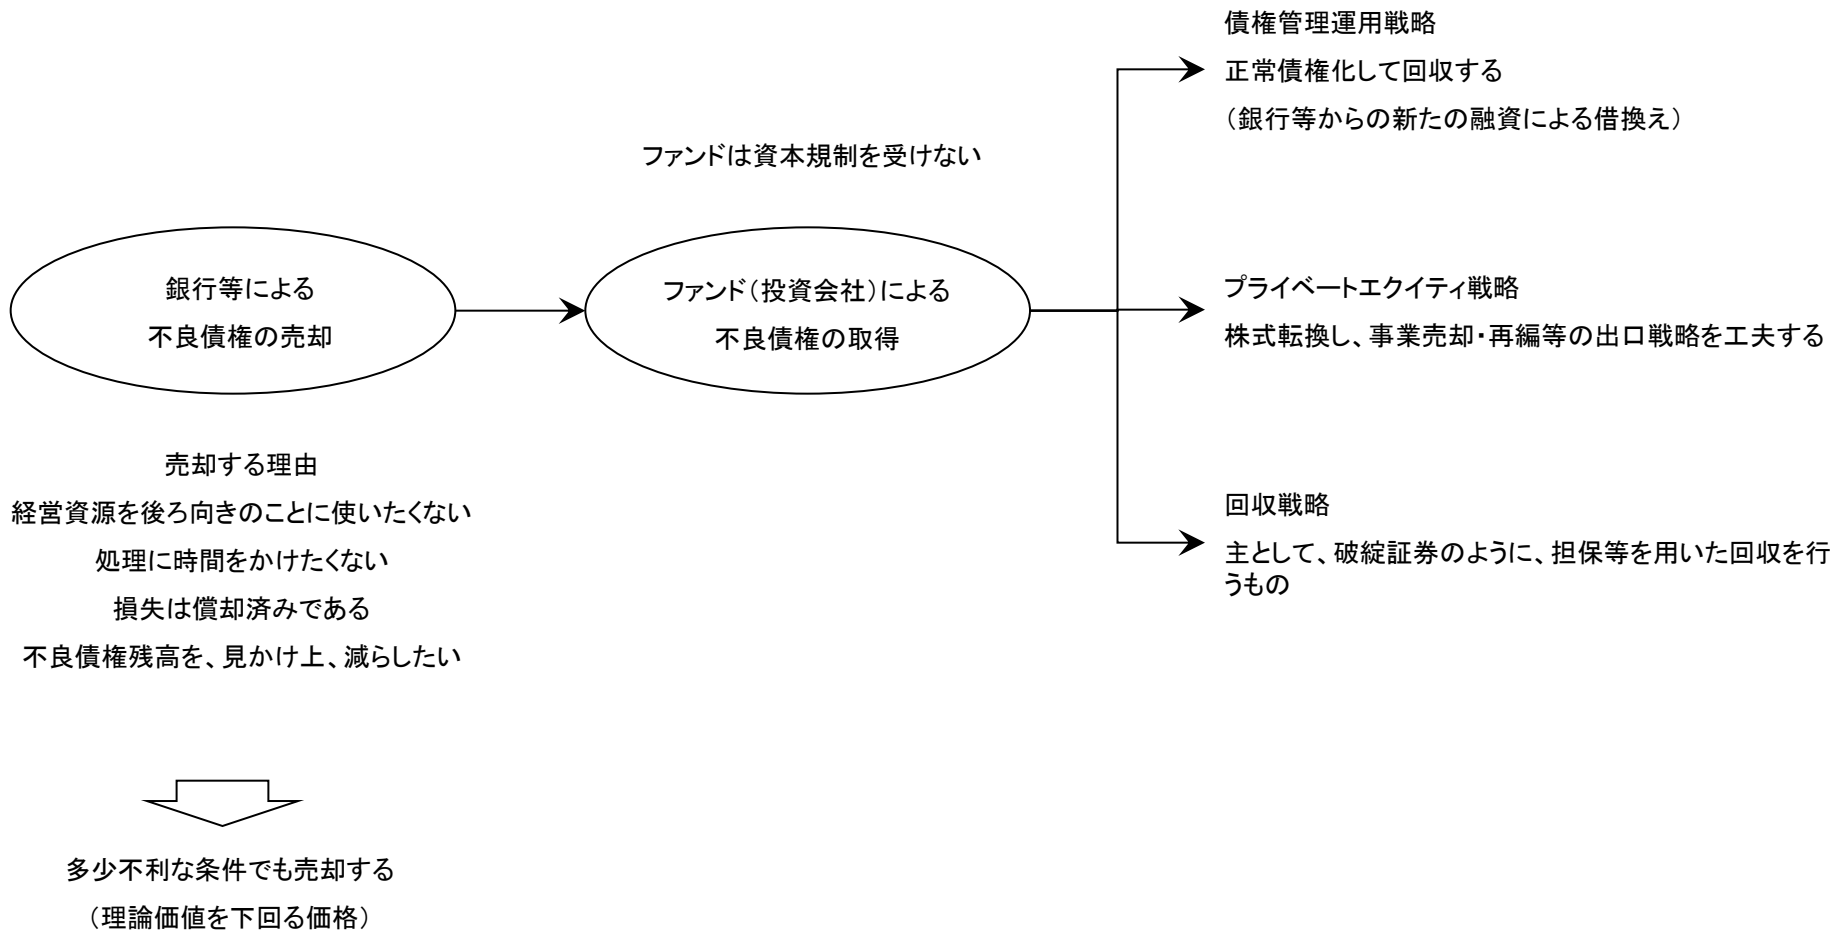 債権管理運用戦略
正常債権化して回収する
（銀行等からの新たの融資による借換え）
ファンドは資本規制を受けない
銀行等による
不良債権の売却
ファンド（投資会社）による
不良債権の取得
プライベートエクイティ戦略
株式転換し、事業売却・再編等の出口戦略を工夫する
売却する理由
経営資源を後ろ向きのことに使いたくない
処理に時間をかけたくない
損失は償却済みである
不良債権残高を、見かけ上、減らしたい
回収戦略
主として、破綻証券のように、担保等を用いた回収を行
うもの
多少不利な条件でも売却する
（理論価値を下回る価格）